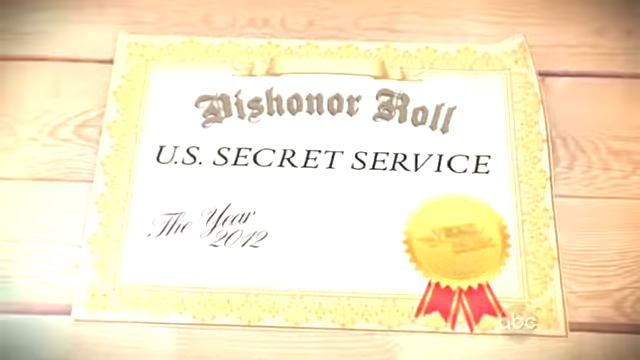 Dishonor Roll
U.S. SECRET SERVICE
The Year
2012
abc